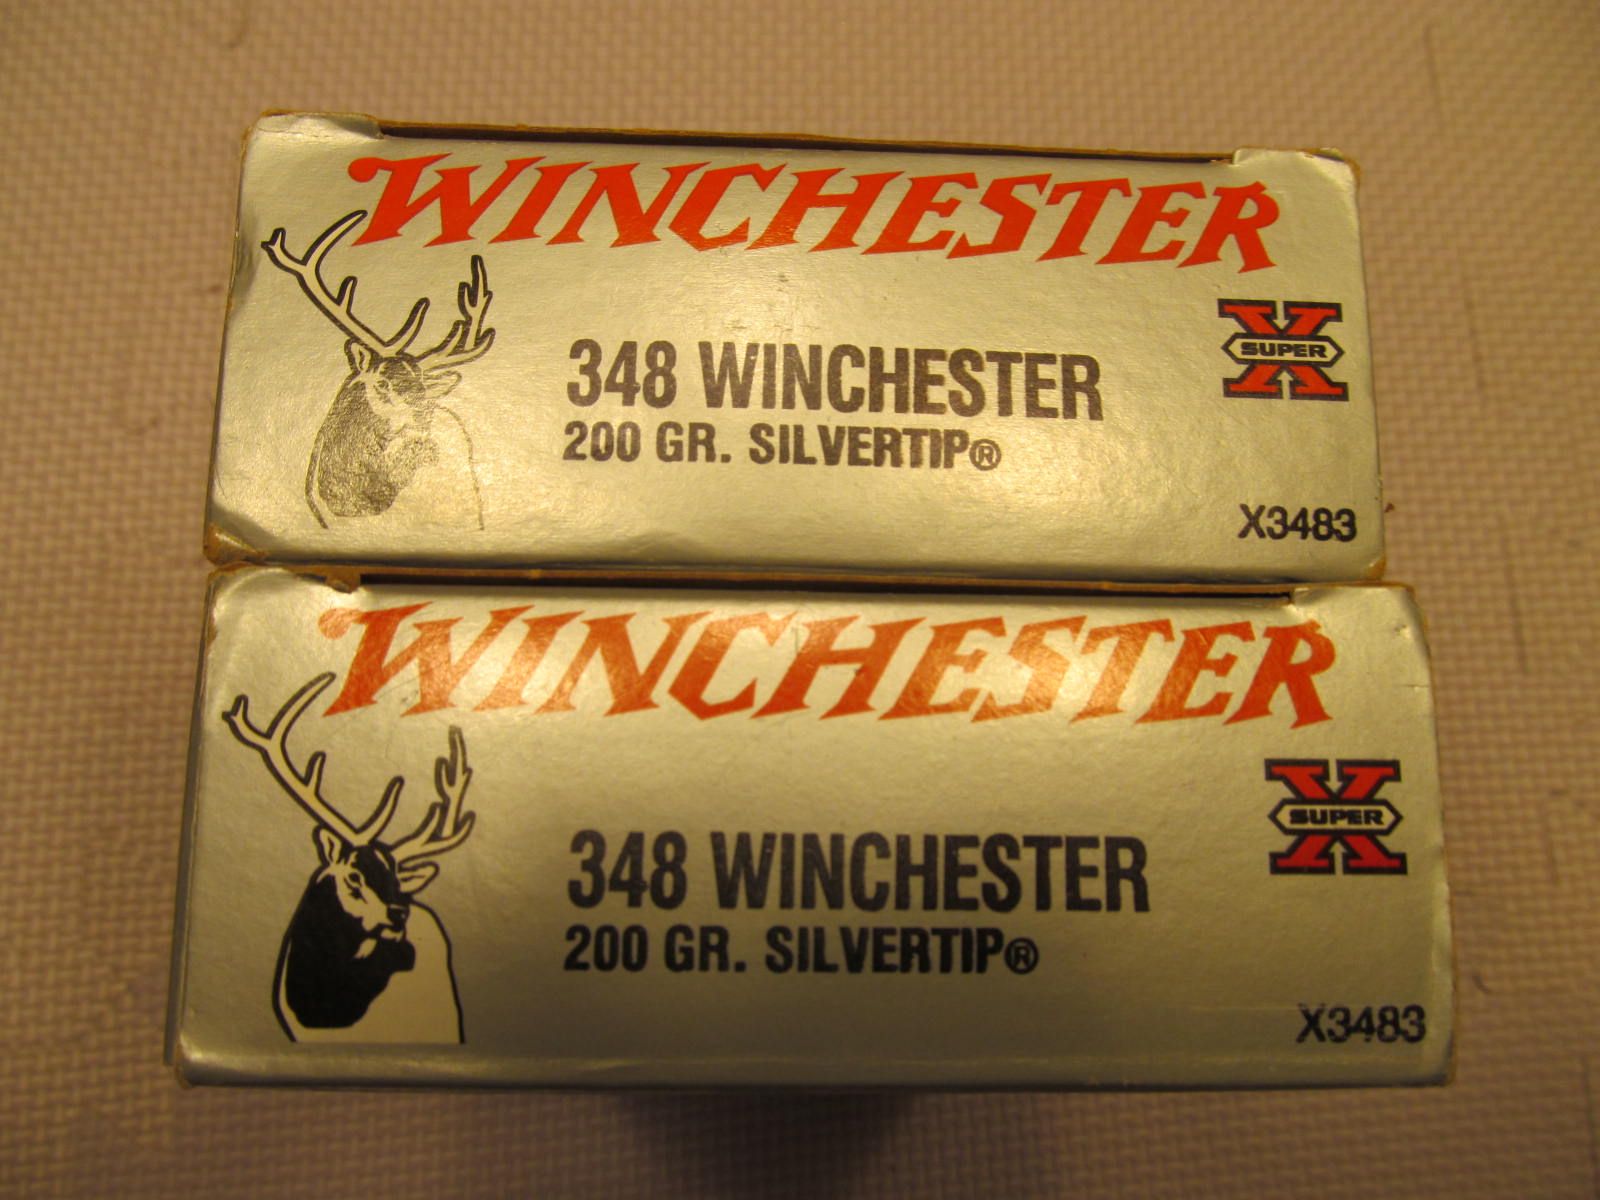 WINCHESTER
SUPER X
348 WINCHESTER
200 GR. SILVERTIP®
X3483
WINCHESTER
SUPER X
348 WINCHESTER
200 GR. SILVERTIP®
X3483